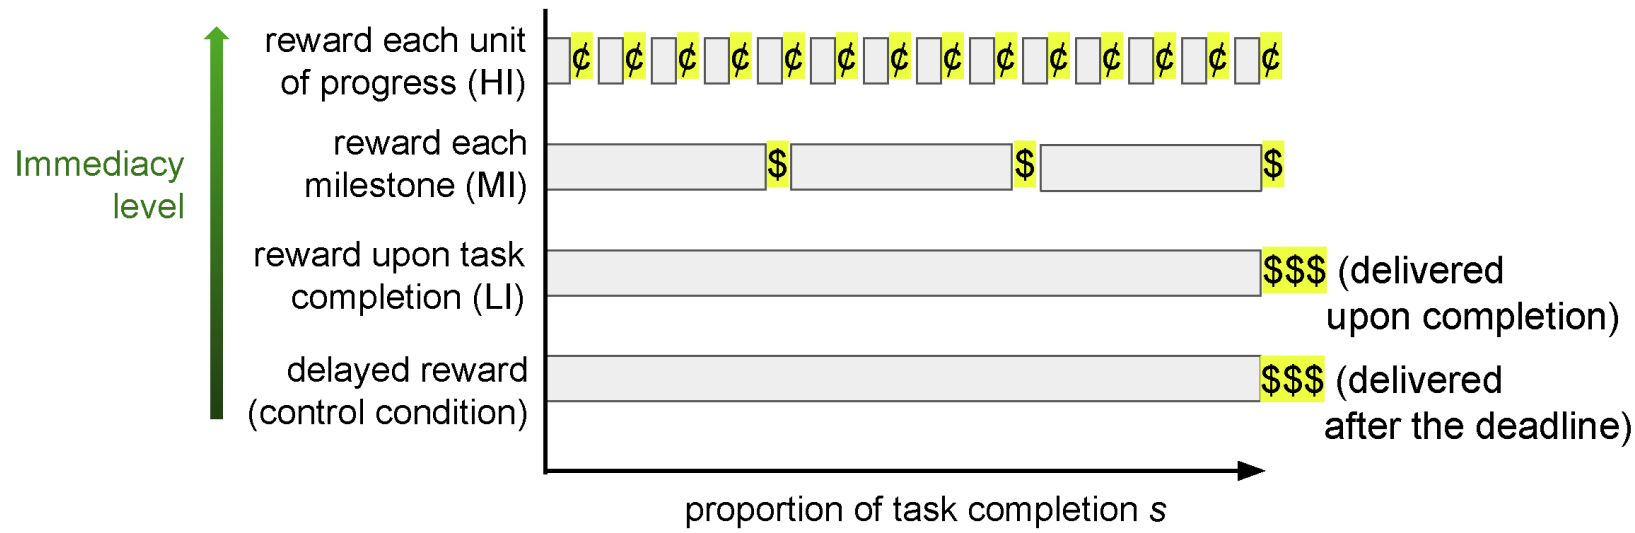 Immediacy
level
reward each unit
of progress (HI)
¢ ¢ ¢ ¢ ¢ ¢ ¢ ¢ ¢ ¢ ¢ ¢ ¢ ¢
reward each
milestone (MI)
$ $ $
reward upon task
completion (LI)
$$$ (delivered
upon completion)
delayed reward
(control condition)
$$$ (delivered
after the deadline)
proportion of task completion s